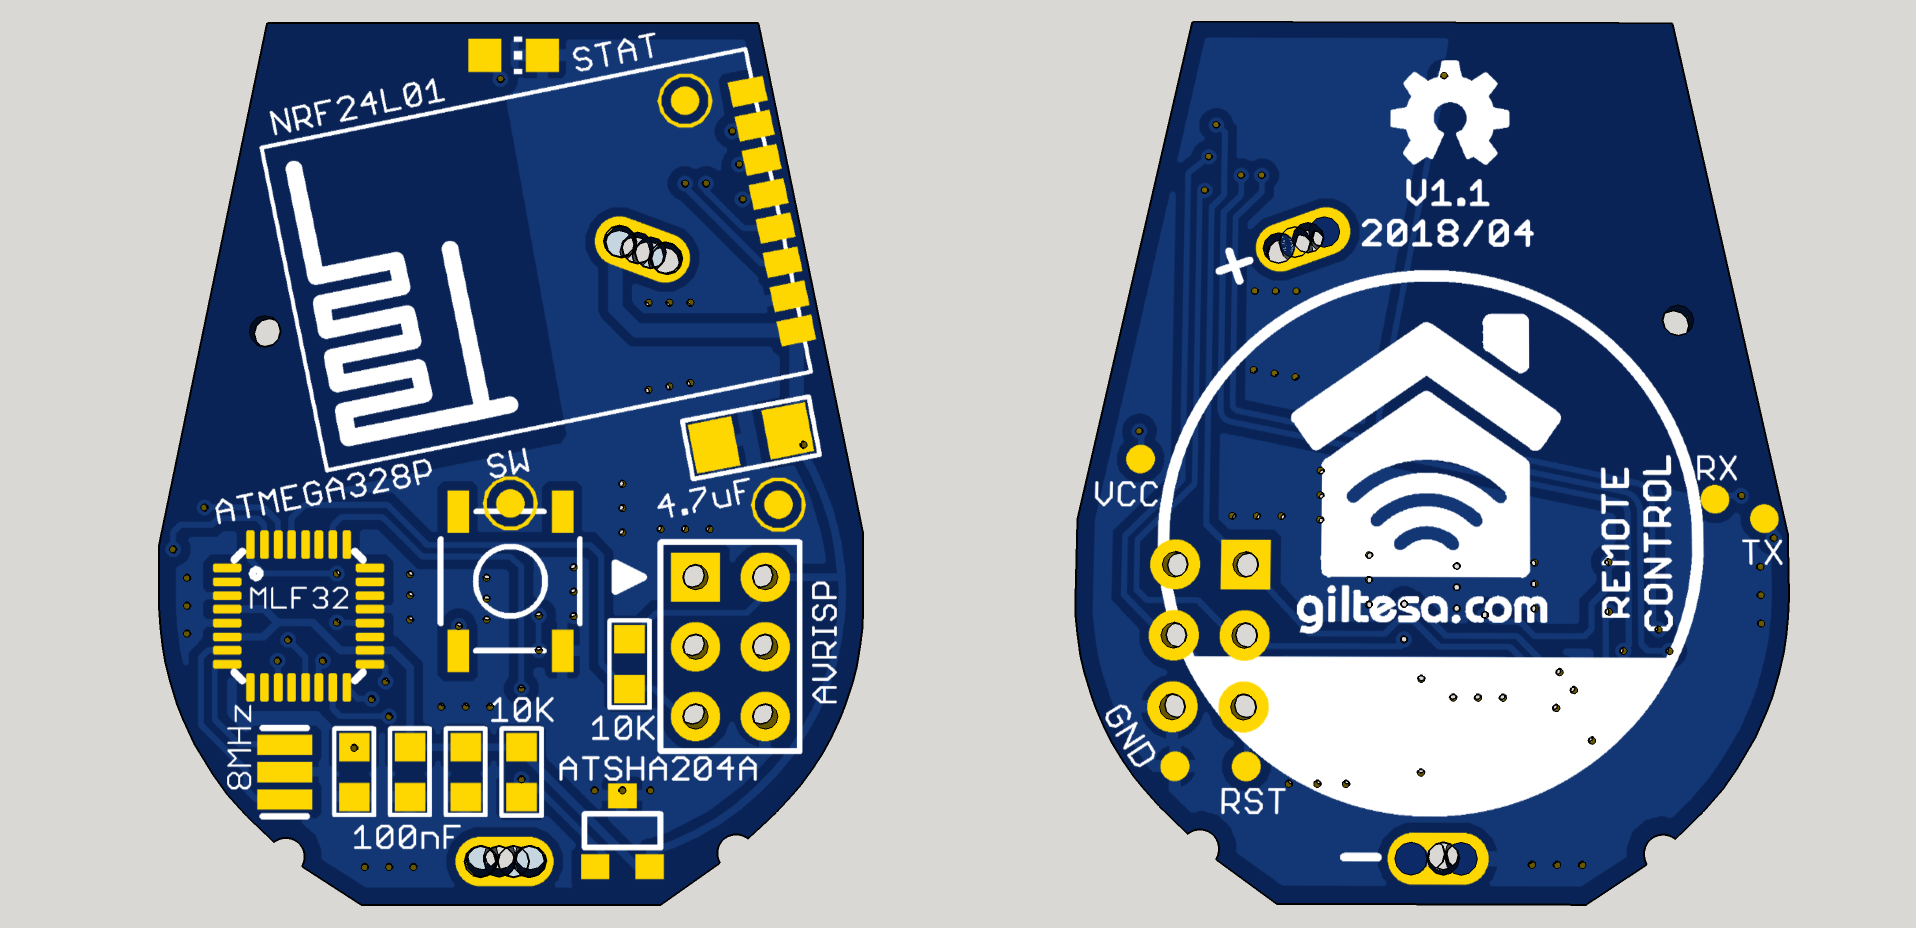 STAT
NRF24L01
ATMEGA328P
SW
4.7uF
MLF32
AVRISP
10K
10K
8MHz
ATSHA204A
100nF
V1.1
2018/04
+
VCC
RX
TX
REMOTE
CONTROL
giltesa.com
GND
RST
–